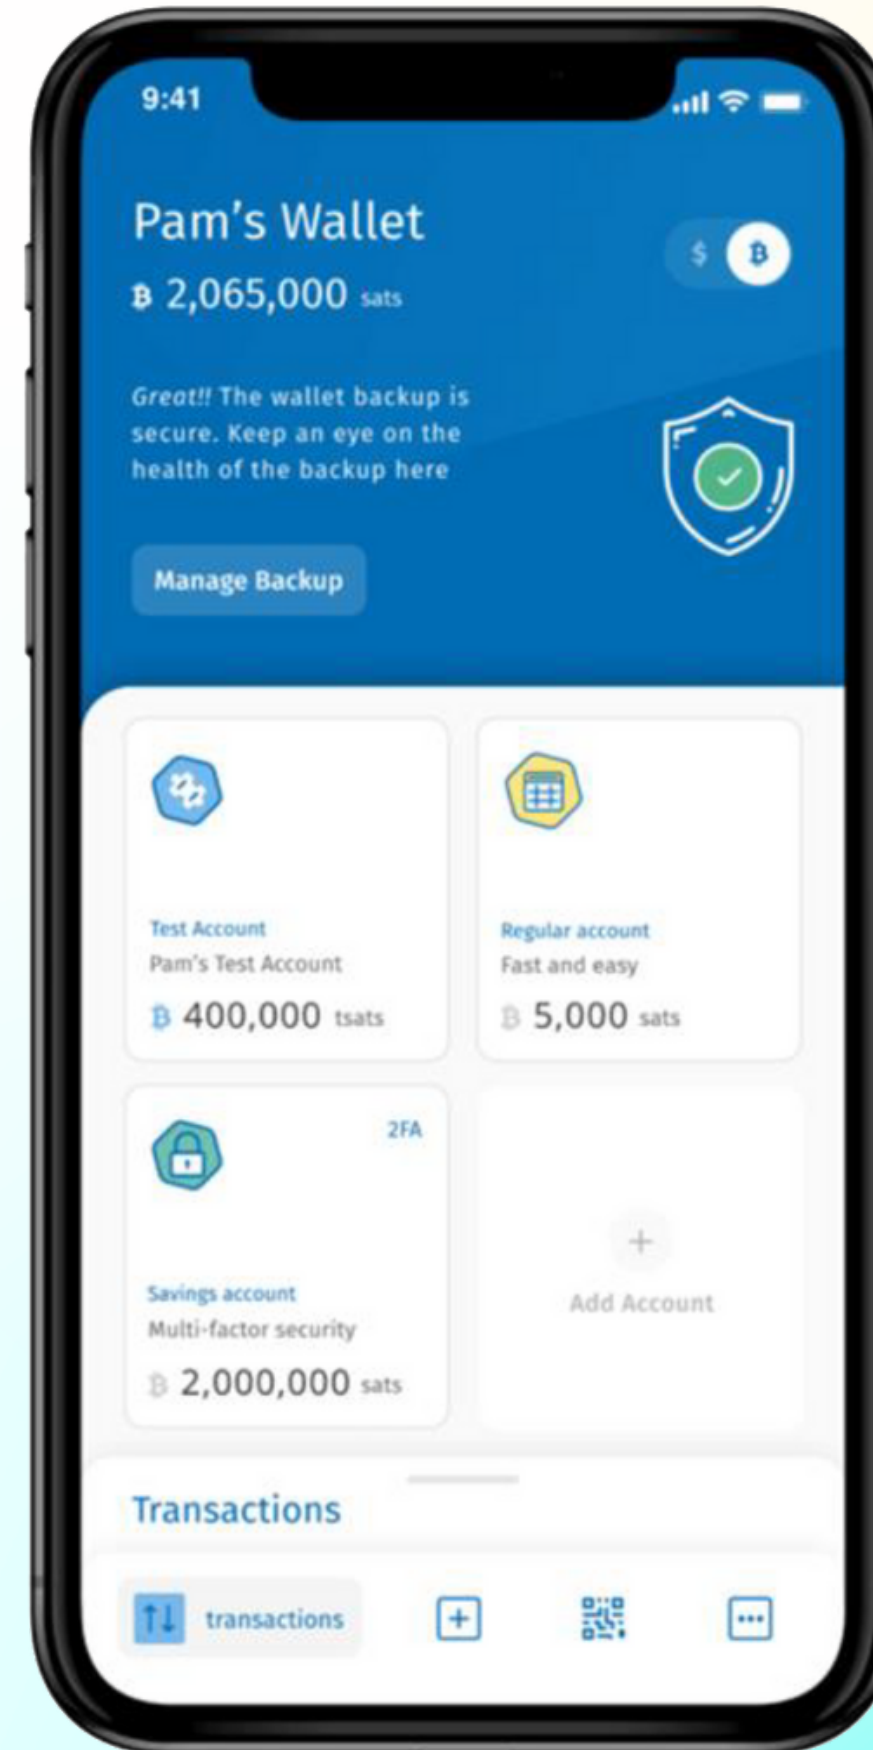 9:41
Pam's Wallet
$ ₿
₿ 2,065,000 sats
Great!! The wallet backup is
secure. Keep an eye on the
health of the backup here
Manage Backup
Test Account
Pam's Test Account
₿ 400,000 tsats
Regular account
Fast and easy
₿ 5,000 sats
2FA
Savings account
Multi-factor security
₿ 2,000,000 sats
+
Add Account
Transactions
transactions